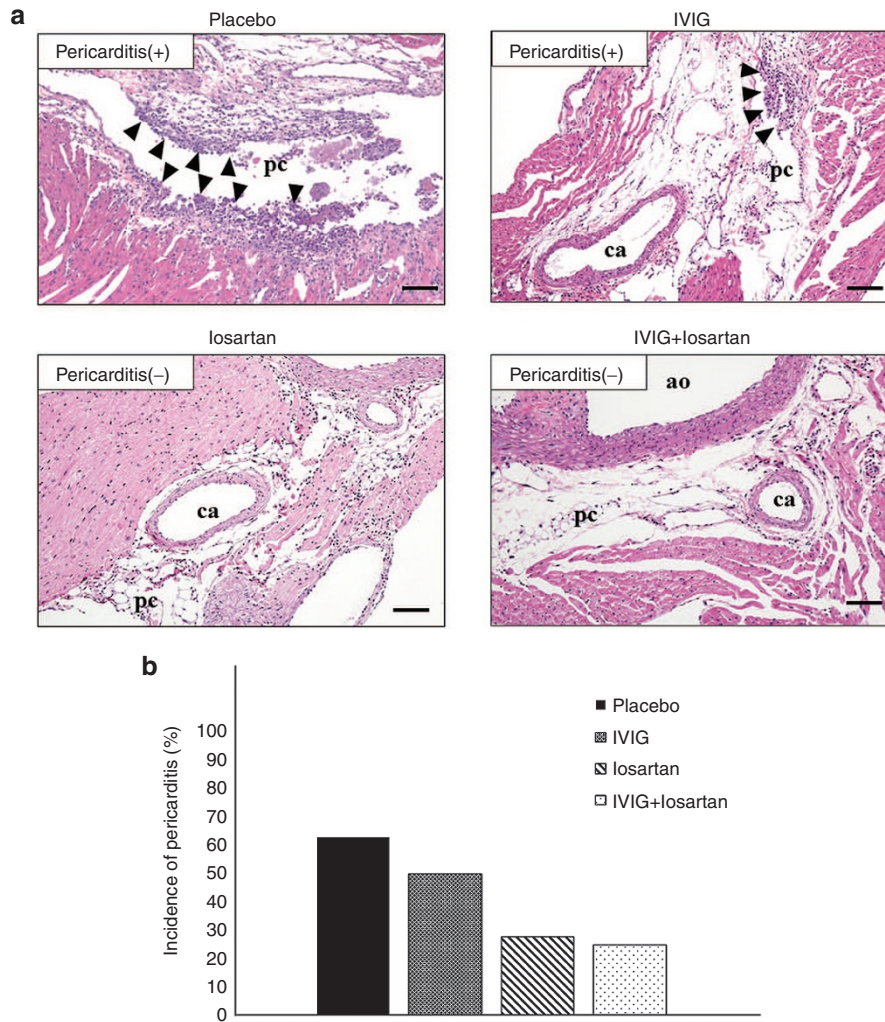 a
Placebo
IVIG
Pericarditis(+)
pc
Pericarditis(+)
pc
ca
losartan
IVIG+losartan
Pericarditis(−)
ca
pc
Pericarditis(−)
ao
pc
ca
b
Incidence of pericarditis (%)
100
90
80
70
60
50
40
30
20
10
0
Placebo
IVIG
losartan
IVIG+losartan